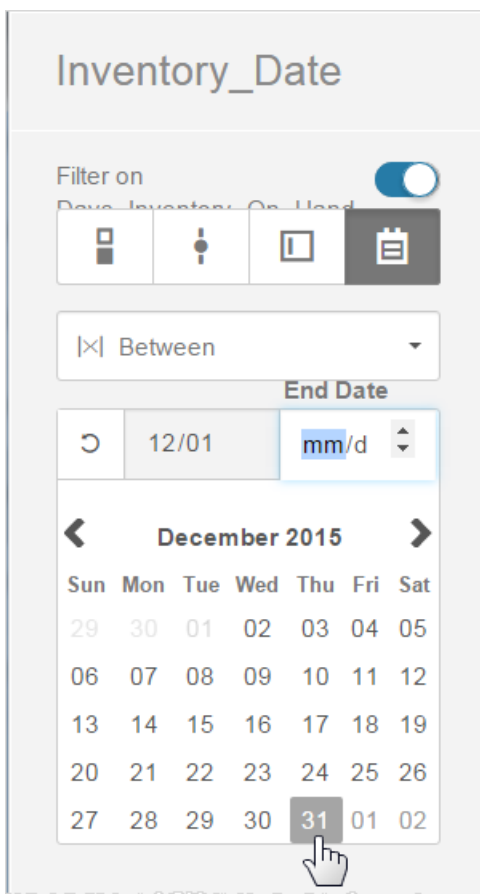 Inventory_Date
Filter on
Days_Inventory_On_Hand
Between
End Date
12/01 mm/d
December 2015
Sun Mon Tue Wed Thu Fri Sat
29 30 01 02 03 04 05
06 07 08 09 10 11 12
13 14 15 16 17 18 19
20 21 22 23 24 25 26
27 28 29 30 31 01 02